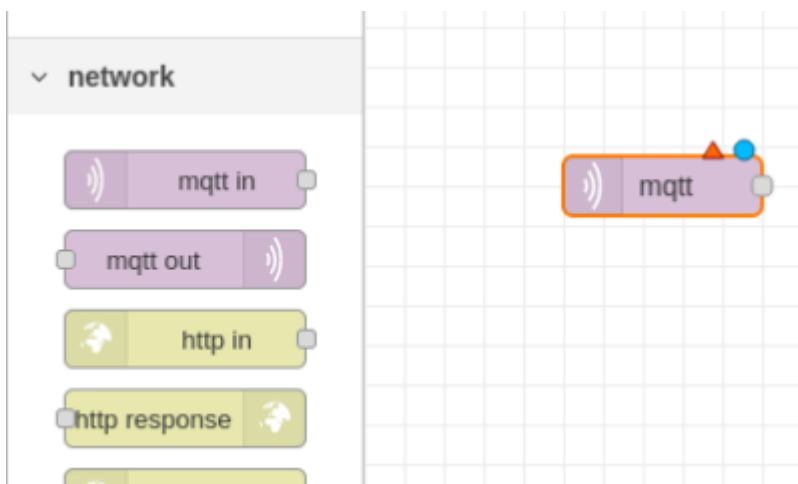 network
mqtt in
mqtt
mqtt out
http in
http response